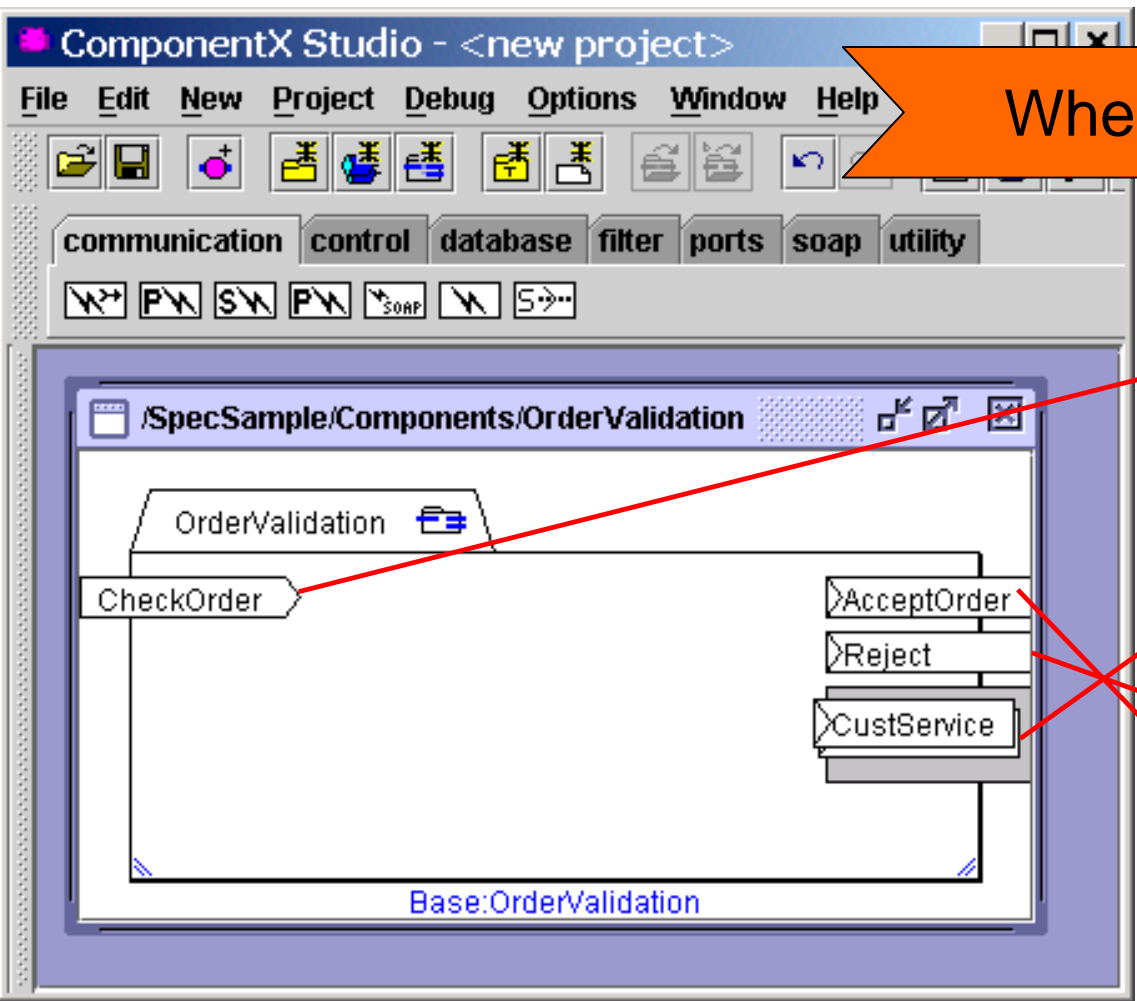 ComponentX Studio - <new project>
File Edit New Project Debug Options Window Help
Whe
communication control database filter ports soap utility
P S P SOAP S
/SpecSample/Components/OrderValidation
OrderValidation
CheckOrder
AcceptOrder
Reject
CustService
Base:OrderValidation